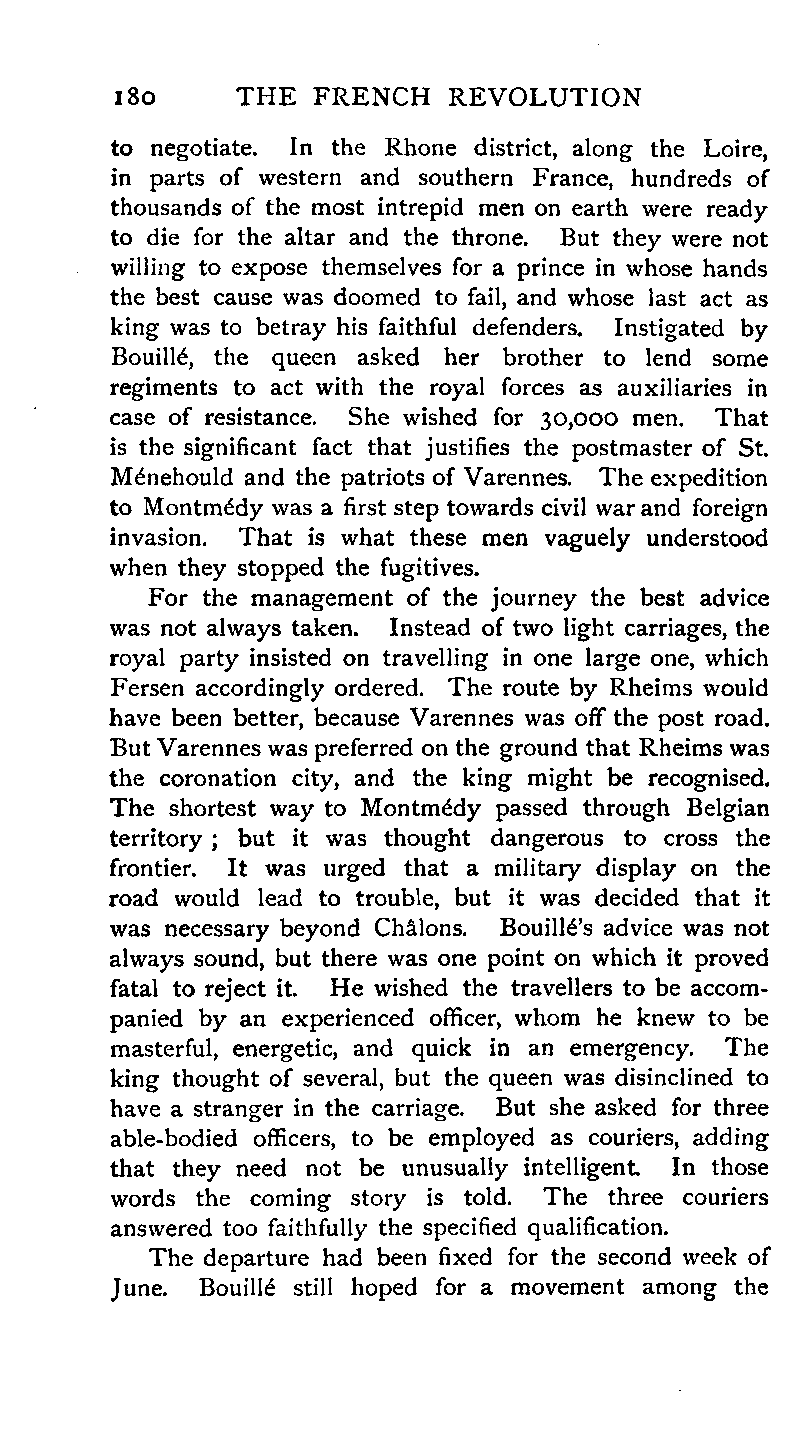 180 THE FRENCH REVOLUTION
to negotiate. In the Rhone district, along the Loire,
in parts of western and southern France, hundreds of
thousands of the most intrepid men on earth were ready
to die for the altar and the throne. But they were not
willing to expose themselves for a prince in whose hands
the best cause was doomed to fail, and whose last act as
king was to betray his faithful defenders. Instigated by
Bouillé, the queen asked her brother to lend some
regiments to act with the royal forces as auxiliaries in
case of resistance. She wished for 30,000 men. That
is the significant fact that justifies the postmaster of St.
Ménehould and the patriots of Varennes. The expedition
to Montmédy was a first step towards civil war and foreign
invasion. That is what these men vaguely understood
when they stopped the fugitives.
For the management of the journey the best advice
was not always taken. Instead of two light carriages, the
royal party insisted on travelling in one large one, which
Fersen accordingly ordered. The route by Rheims would
have been better, because Varennes was off the post road.
But Varennes was preferred on the ground that Rheims was
the coronation city, and the king might be recognised.
The shortest way to Montmédy passed through Belgian
territory ; but it was thought dangerous to cross the
frontier. It was urged that a military display on the
road would lead to trouble, but it was decided that it
was necessary beyond Châlons. Bouillé's advice was not
always sound, but there was one point on which it proved
fatal to reject it. He wished the travellers to be accom-
panied by an experienced officer, whom he knew to be
masterful, energetic, and quick in an emergency. The
king thought of several, but the queen was disinclined to
have a stranger in the carriage. But she asked for three
able-bodied officers, to be employed as couriers, adding
that they need not be unusually intelligent. In those
words the coming story is told. The three couriers
answered too faithfully the specified qualification.
The departure had been fixed for the second week of
June. Bouillé still hoped for a movement among the